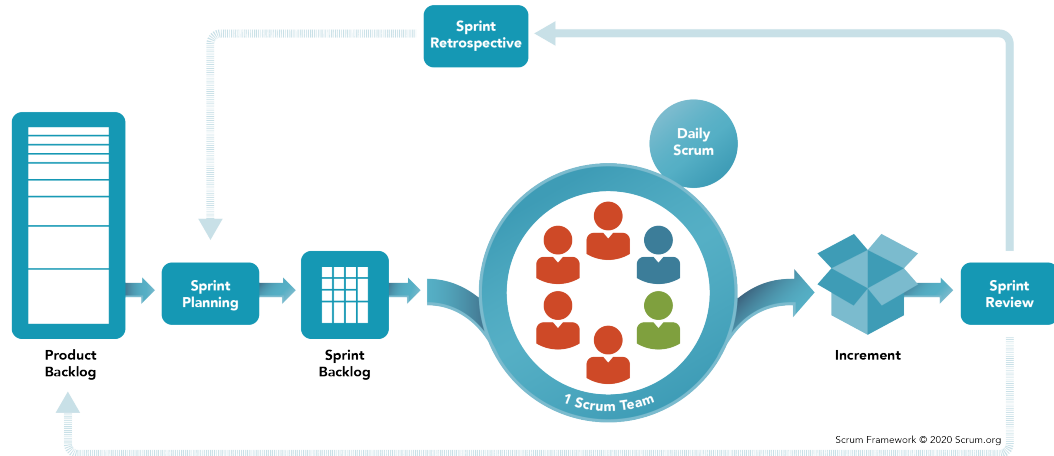 Sprint
Retrospective
Daily
Scrum
Sprint
Planning
Sprint
Review
Product
Backlog
Sprint
Backlog
Increment
1 Scrum Team
Scrum Framework © 2020 Scrum.org